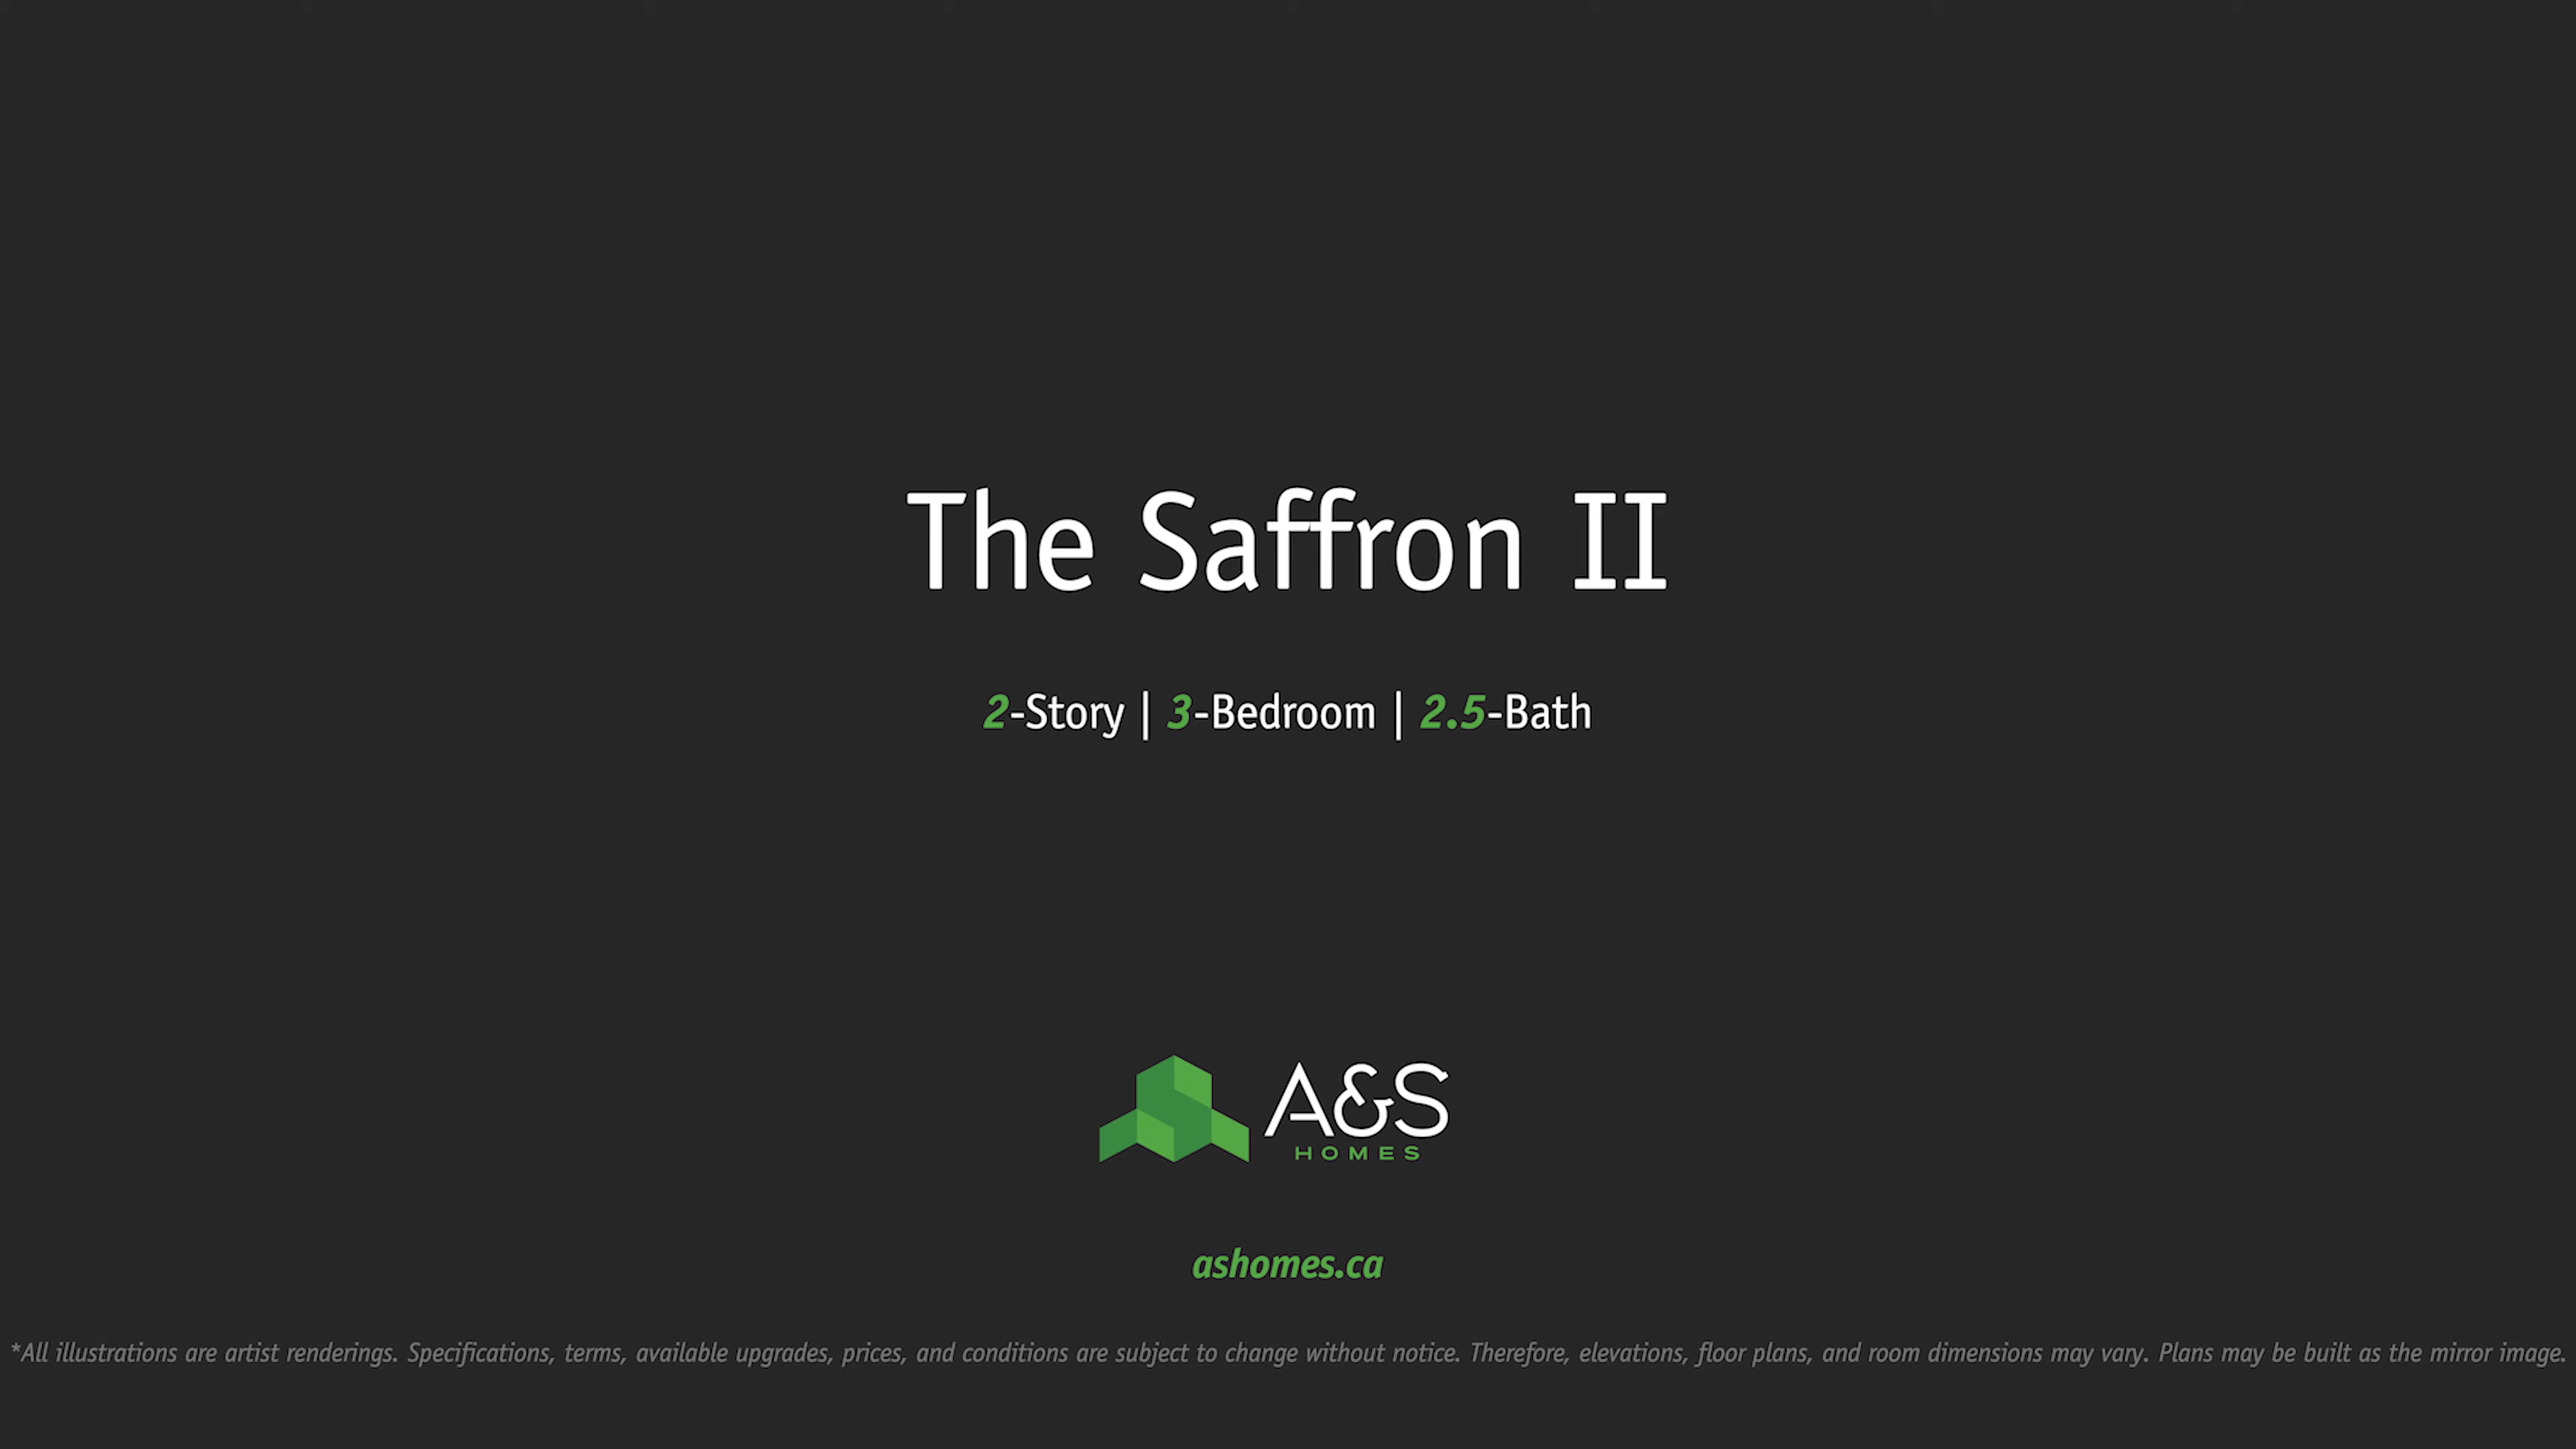 The Saffron II
2-Story | 3-Bedroom | 2.5-Bath
A&S
HOMES
ashomes.ca
*All illustrations are artist renderings. Specifications, terms, available upgrades, prices, and conditions are subject to change without notice. Therefore, elevations, floor plans, and room dimensions may vary. Plans may be built as the mirror image.